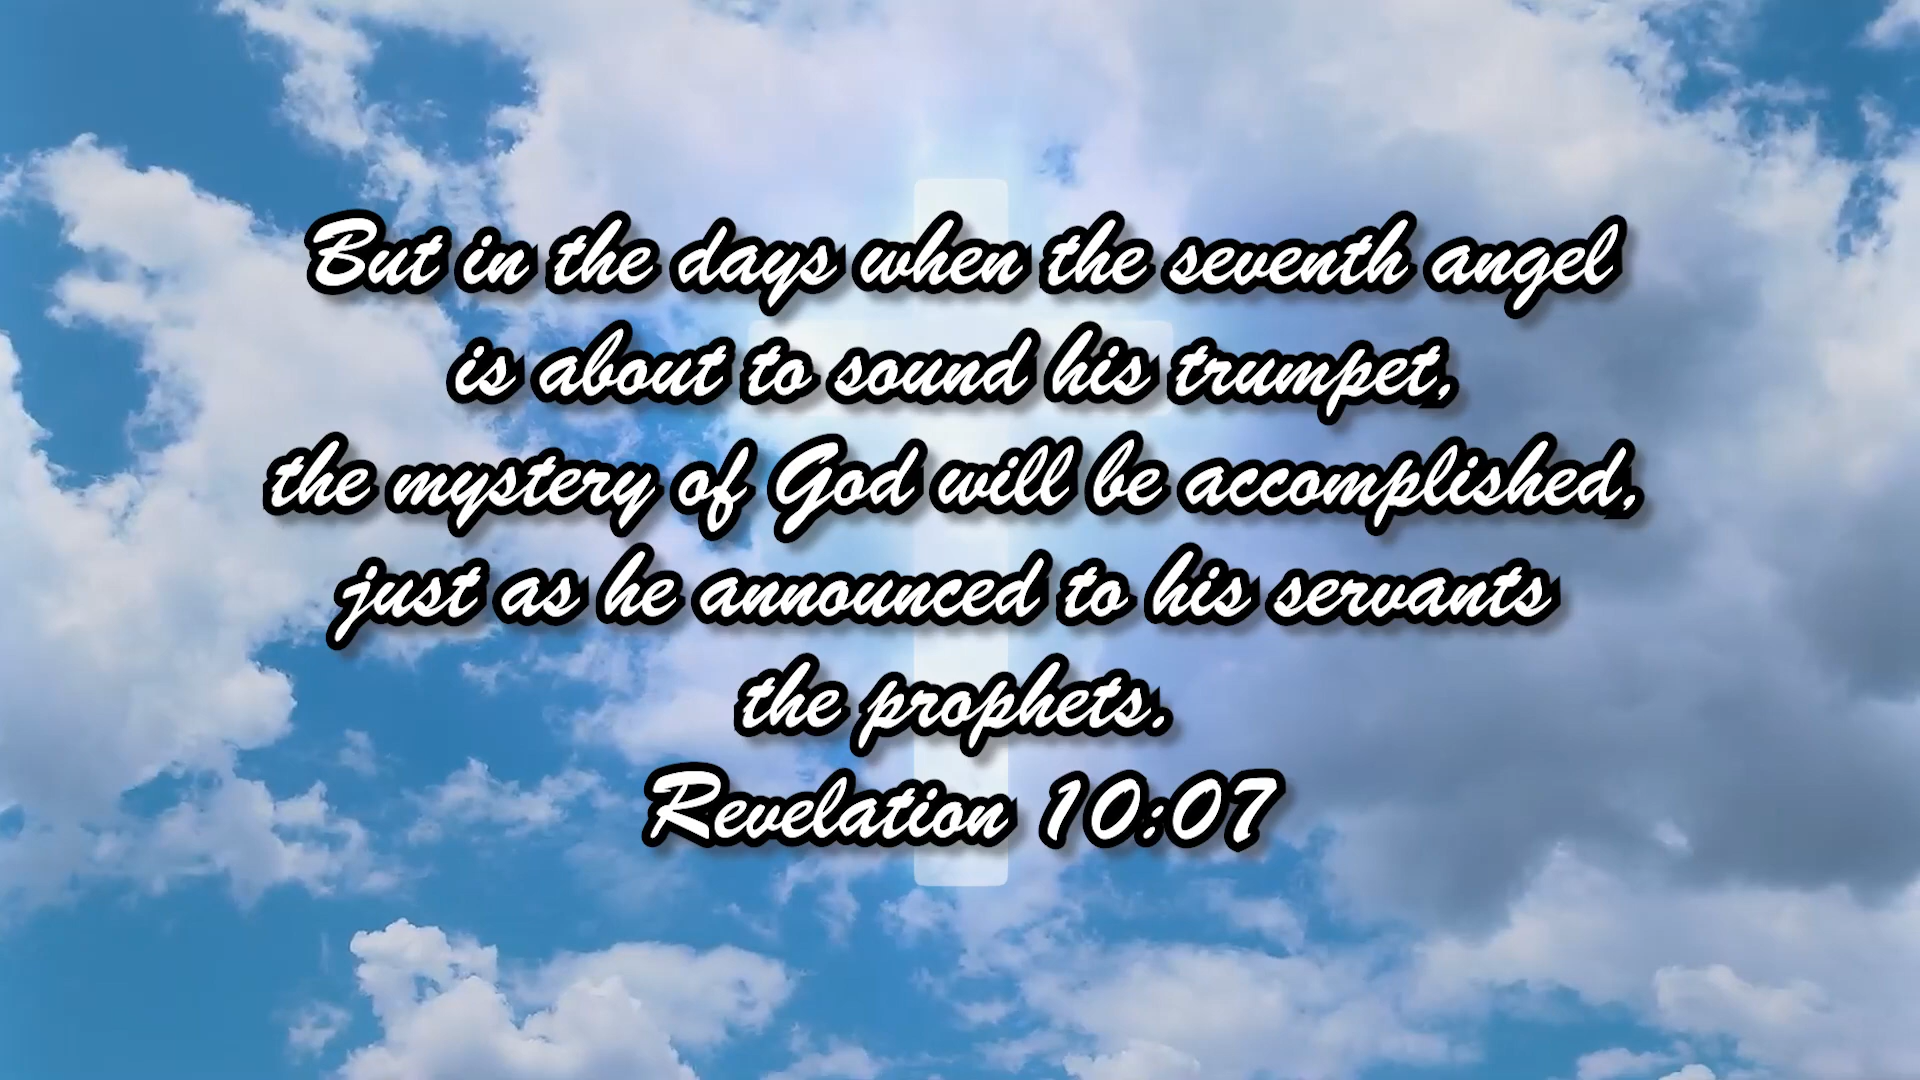 But in the days when the seventh angel
is about to sound his trumpet,
the mystery of God will be accomplished,
just as he announced to his servants
the prophets.
Revelation 10:07